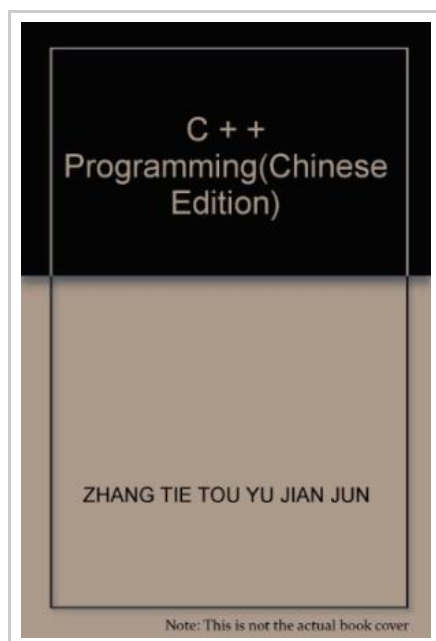 C + +
Programming(Chinese
Edition)
ZHANG TIE TOU YU JIAN JUN
Note: This is not the actual book cover